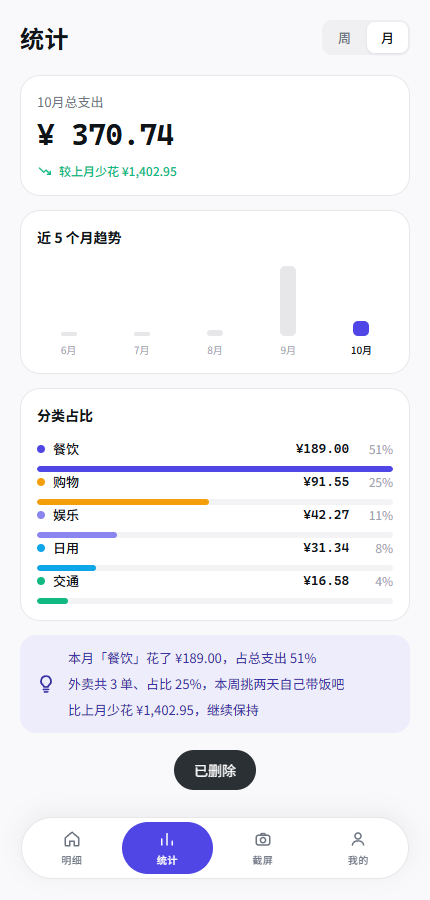 统计
周 月
10月总支出
¥ 370.74
较上月少花 ¥1,402.95
近 5 个月趋势
6月 7月 8月 9月 10月
分类占比
餐饮 ¥189.00 51%
购物 ¥91.55 25%
娱乐 ¥42.27 11%
日用 ¥31.34 8%
交通 ¥16.58 4%
本月「餐饮」花了 ¥189.00，占总支出 51%
外卖共 3 单、占比 25%，本周挑两天自己带饭吧
比上月少花 ¥1,402.95，继续保持
已删除
明细 统计 截屏 我的